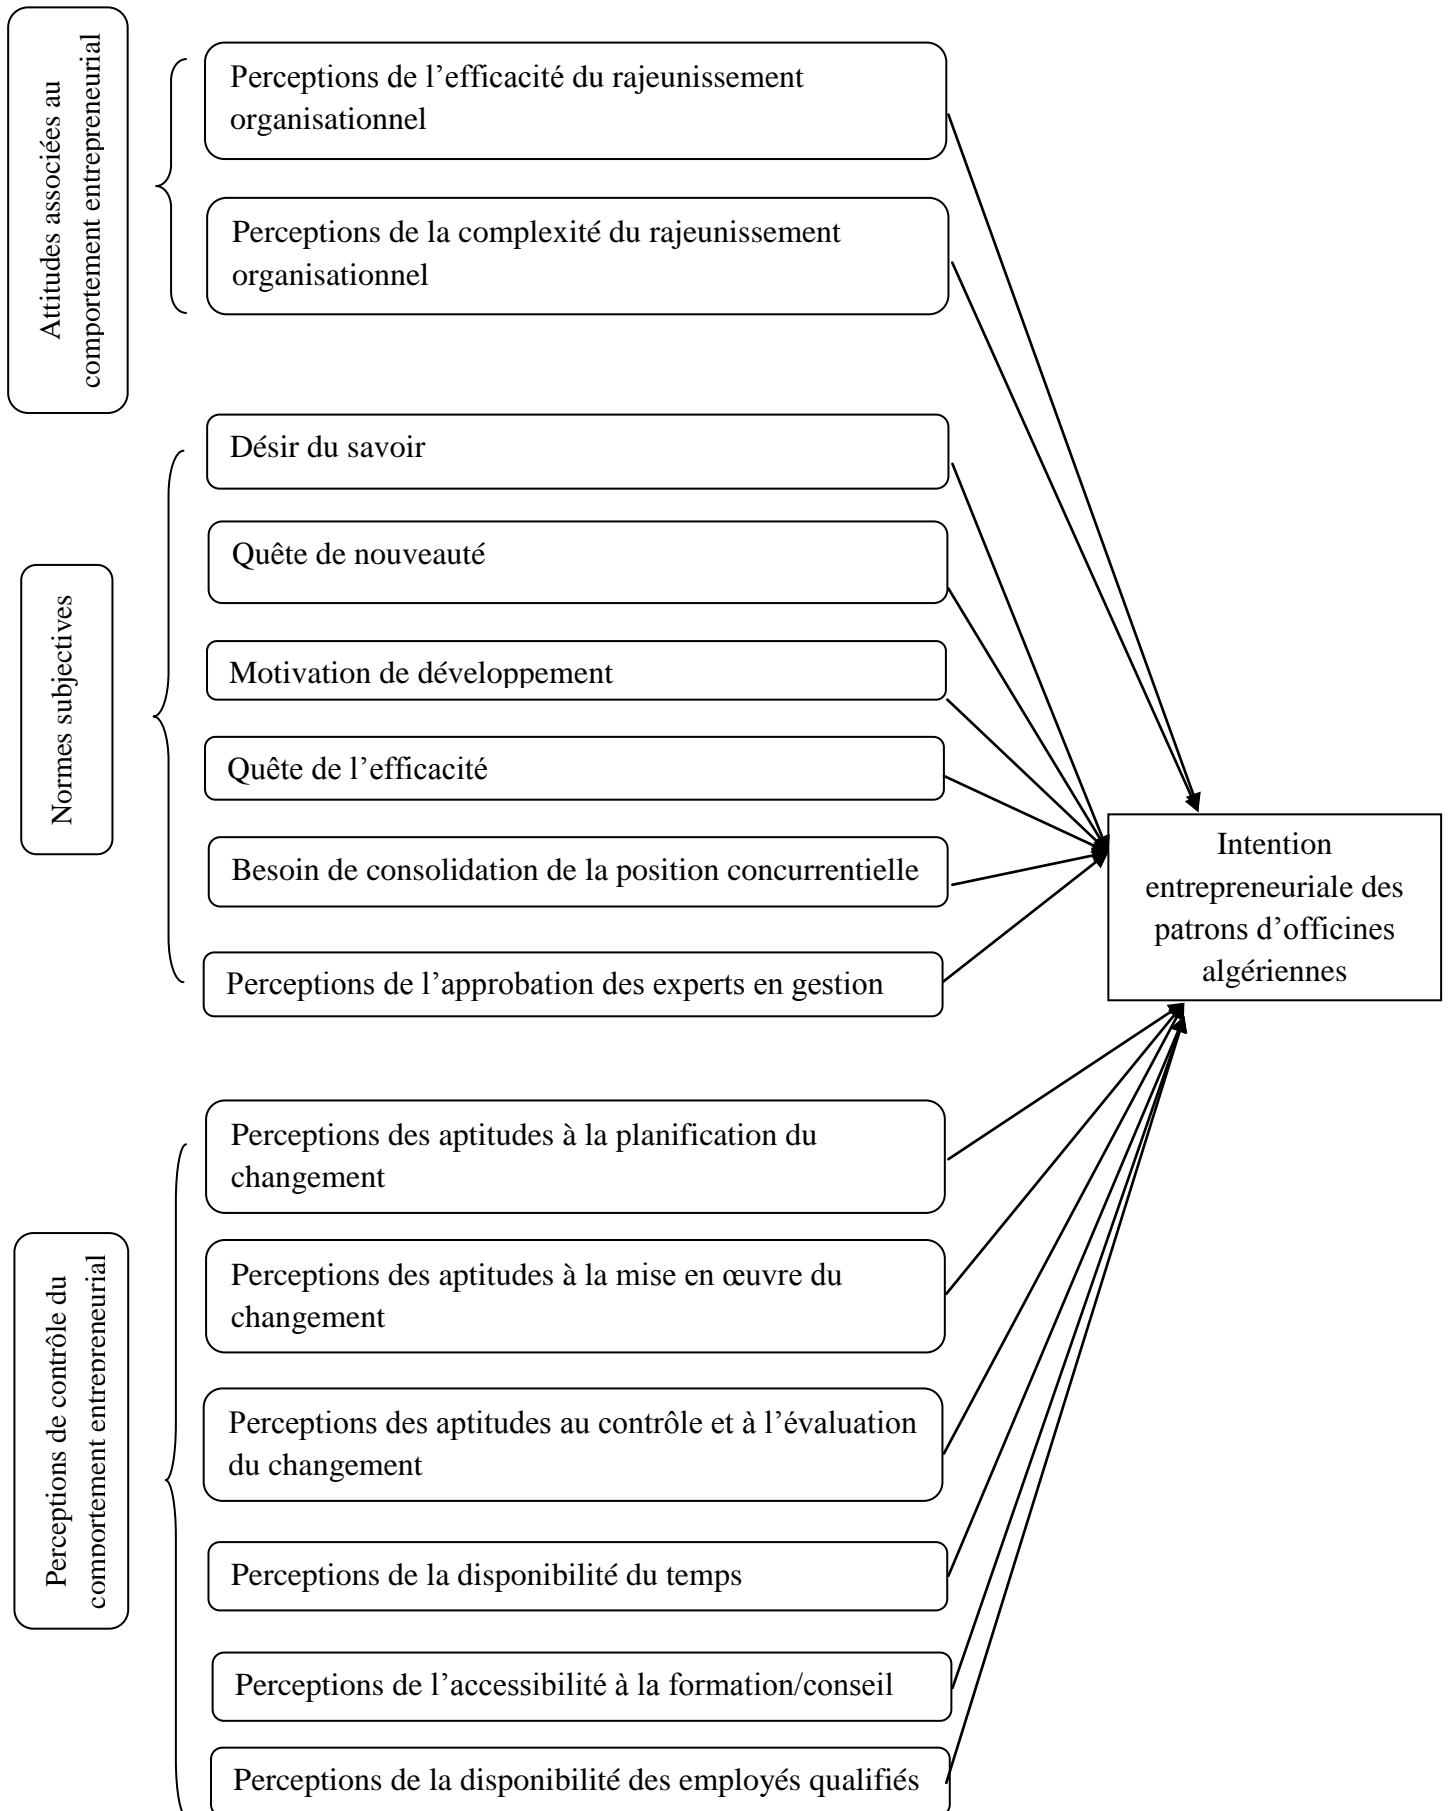 Attitudes associées au
comportement entrepreneurial
Perceptions de l’efficacité du rajeunissement
organisationnel
Perceptions de la complexité du rajeunissement
organisationnel
Normes subjectives
Désir du savoir
Quête de nouveauté
Motivation de développement
Quête de l’efficacité
Besoin de consolidation de la position concurrentielle
Perceptions de l’approbation des experts en gestion
Perceptions de contrôle du
comportement entrepreneurial
Perceptions des aptitudes à la planification du
changement
Perceptions des aptitudes à la mise en œuvre du
changement
Perceptions des aptitudes au contrôle et à l’évaluation
du changement
Perceptions de la disponibilité du temps
Perceptions de l’accessibilité à la formation/conseil
Perceptions de la disponibilité des employés qualifiés
Intention
entrepreneuriale des
patrons d’officines
algériennes